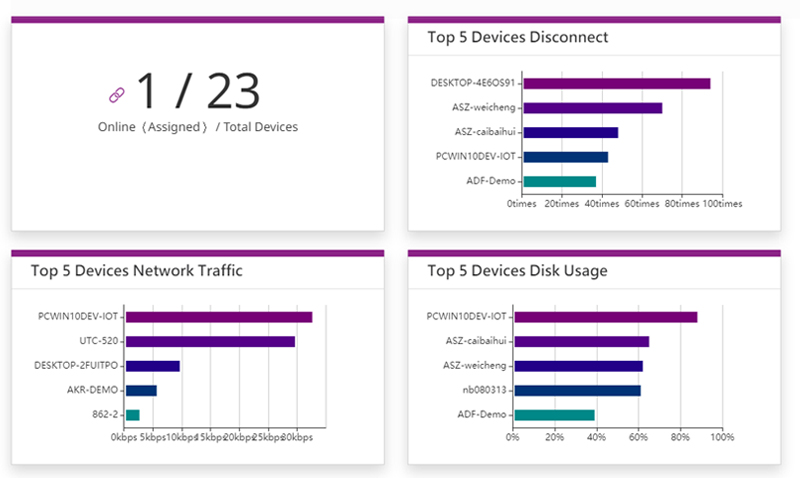 1 / 23
Online (Assigned) / Total Devices
Top 5 Devices Disconnect
DESKTOP-4E6OS91
ASZ-weicheng
ASZ-caibaihui
PCWIN10DEV-IOT
ADF-Demo
0times 20times 40times 60times 80times 100times
Top 5 Devices Network Traffic
PCWIN10DEV-IOT
UTC-520
DESKTOP-2FUITPO
AKR-DEMO
862-2
0kbps 5kbps 10kbps 15kbps 20kbps 25kbps 30kbps
Top 5 Devices Disk Usage
PCWIN10DEV-IOT
ASZ-caibaihui
ASZ-weicheng
nb080313
ADF-Demo
0% 20% 40% 60% 80% 100%